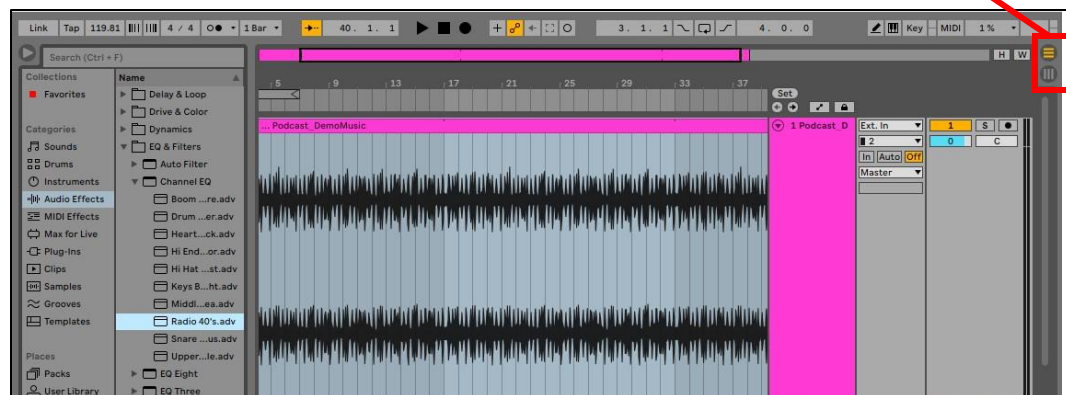 Link Tap 119.81 4 / 4 1 Bar 40. 1. 1 3. 1. 1 4. 0. 0 Key MIDI 1%
Search (Ctrl + F)
H W
Collections
Favorites
Categories
Sounds
Drums
Instruments
Audio Effects
MIDI Effects
Max for Live
Plug-Ins
Clips
Samples
Grooves
Templates
Places
Packs
User Library
Name
Delay & Loop
Drive & Color
Dynamics
EQ & Filters
Auto Filter
Channel EQ
Boom ...re.adv
Drum ...er.adv
Heart...ck.adv
Hi End...or.adv
Hi Hat ...st.adv
Keys B...ht.adv
Middl...ea.adv
Radio 40's.adv
Snare ...us.adv
Upper...le.adv
EQ Eight
EQ Three
5 9 13 17 21 25 29 33 37
Set
... Podcast_DemoMusic
1 Podcast_D
Ext. In
2
In Auto Off
Master
1 S
0 C